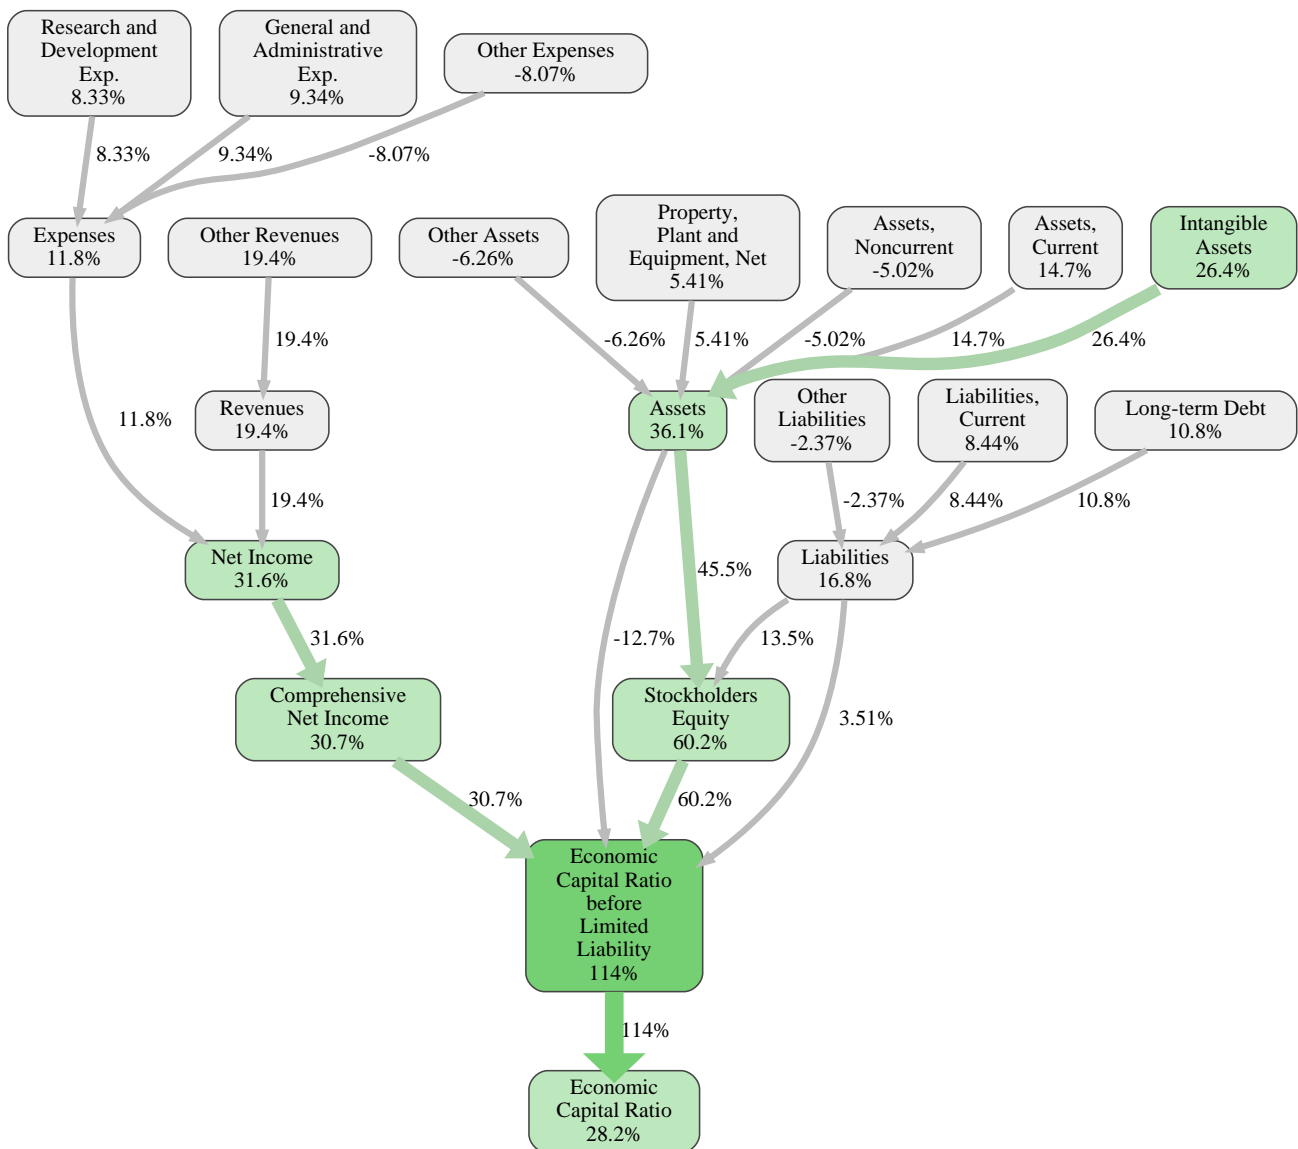 Research and
Development
Exp.
8.33%
General and
Administrative
Exp.
9.34%
Other Expenses
-8.07%
8.33%
9.34%
-8.07%
Expenses
11.8%
Other Revenues
19.4%
Other Assets
-6.26%
Property,
Plant and
Equipment, Net
5.41%
Assets,
Noncurrent
-5.02%
Assets,
Current
14.7%
Intangible
Assets
26.4%
19.4%
-6.26%
5.41%
-5.02%
14.7%
26.4%
11.8%
Revenues
19.4%
Assets
36.1%
Other
Liabilities
-2.37%
Liabilities,
Current
8.44%
Long-term Debt
10.8%
19.4%
-2.37%
8.44%
10.8%
Net Income
31.6%
45.5%
Liabilities
16.8%
31.6%
-12.7%
13.5%
Comprehensive
Net Income
30.7%
Stockholders
Equity
60.2%
3.51%
30.7%
60.2%
Economic
Capital Ratio
before
Limited
Liability
114%
114%
Economic
Capital Ratio
28.2%